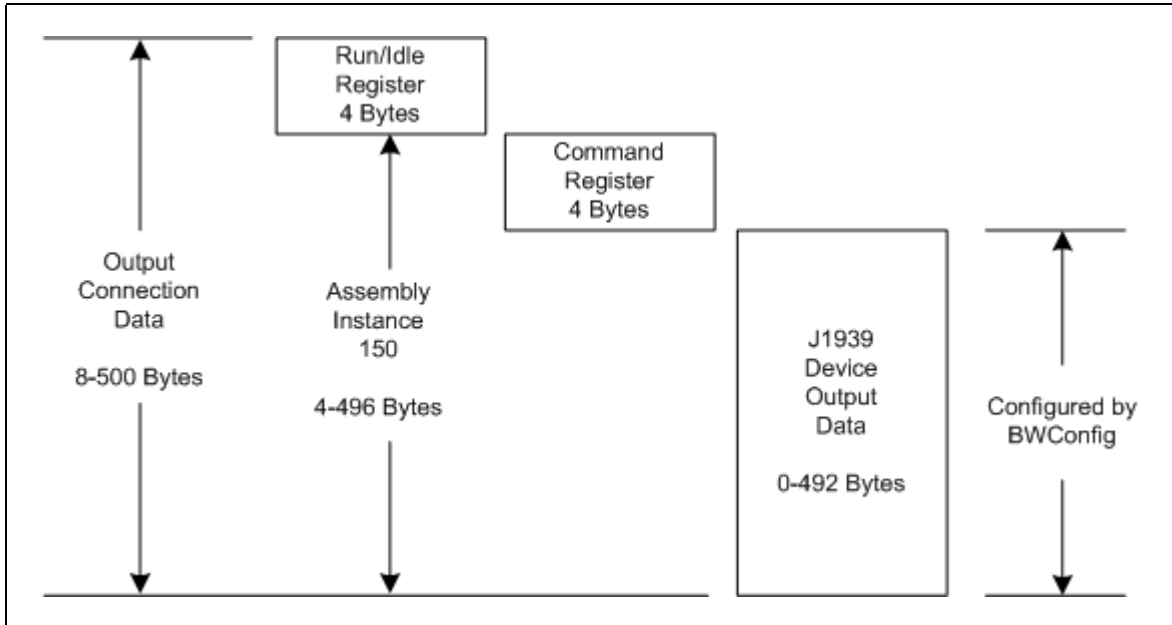 Run/Idle
Register
4 Bytes
Command
Register
4 Bytes
Output
Connection
Data
8-500 Bytes
Assembly
Instance
150
4-496 Bytes
J1939
Device
Output
Data
0-492 Bytes
Configured by
BWConfig